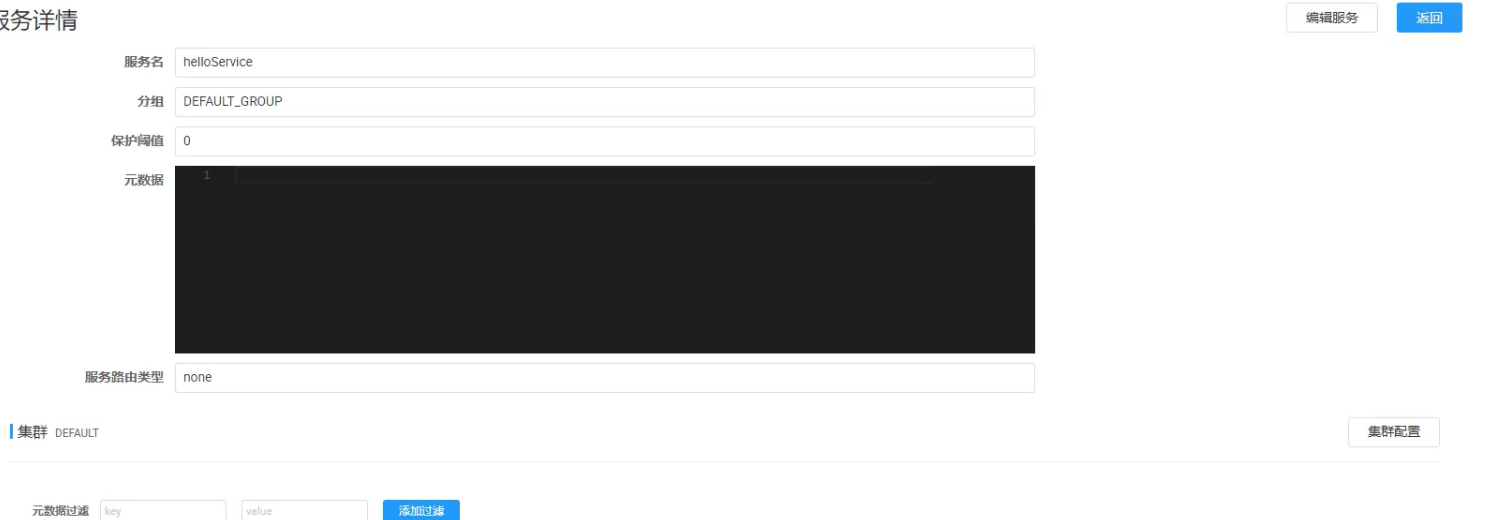 服务详情
编辑服务 返回
服务名 helloService
分组 DEFAULT_GROUP
保护阈值 0
元数据 1
服务路由类型 none
集群 DEFAULT 集群配置
元数据过滤 key value 添加过滤